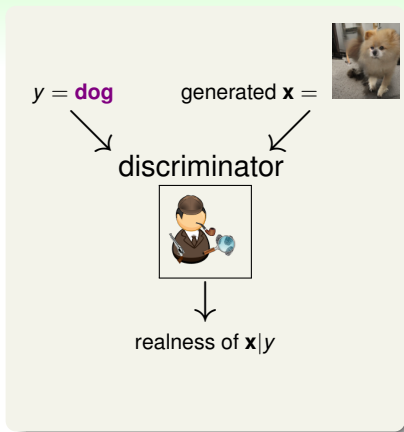 y = dog
generated x =
discriminator
realness of x|y